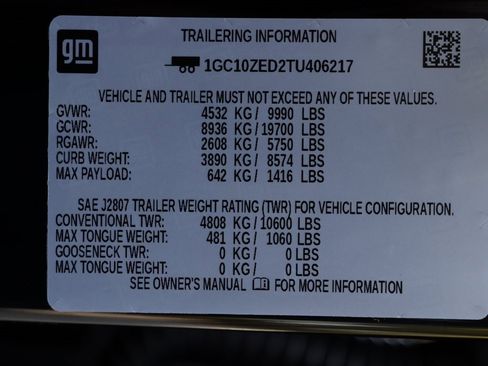 gm
TRAILERING INFORMATION
1GC10ZED2TU406217
VEHICLE AND TRAILER MUST NOT EXCEED ANY OF THESE VALUES.
GVWR: 4532 KG / 9990 LBS
GCWR: 8936 KG / 19700 LBS
RGAWR: 2608 KG / 5750 LBS
CURB WEIGHT: 3890 KG / 8574 LBS
MAX PAYLOAD: 642 KG / 1416 LBS
SAE J2807 TRAILER WEIGHT RATING (TWR) FOR VEHICLE CONFIGURATION.
CONVENTIONAL TWR: 4808 KG / 10600 LBS
MAX TONGUE WEIGHT: 481 KG / 1060 LBS
GOOSENECK TWR: 0 KG / 0 LBS
MAX TONGUE WEIGHT: 0 KG / 0 LBS
SEE OWNER'S MANUAL FOR MORE INFORMATION